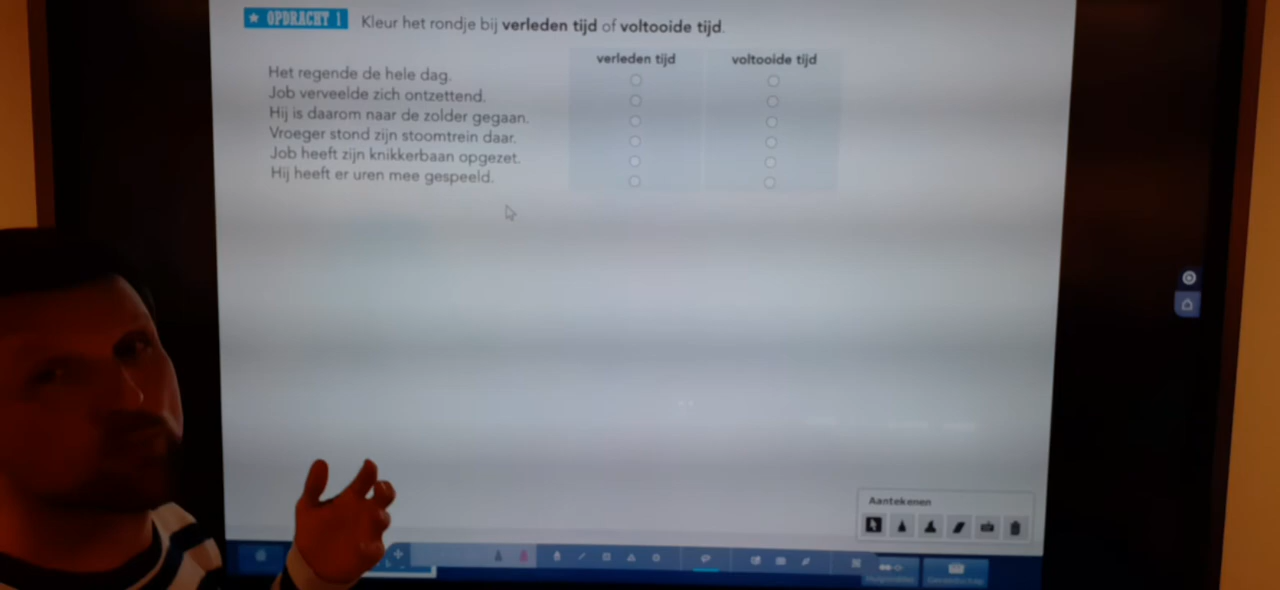 OPDRACHT 1 Kleur het rondje bij verleden tijd of voltooide tijd.
verleden tijd voltooide tijd
Het regende de hele dag.
Job verveelde zich ontzettend.
Hij is daarom naar de zolder gegaan.
Vroeger stond zijn stoomtrein daar.
Job heeft zijn knikkerbaan opgezet.
Hij heeft er uren mee gespeeld.
Aantekenen
Hulpmiddel Gereedschap